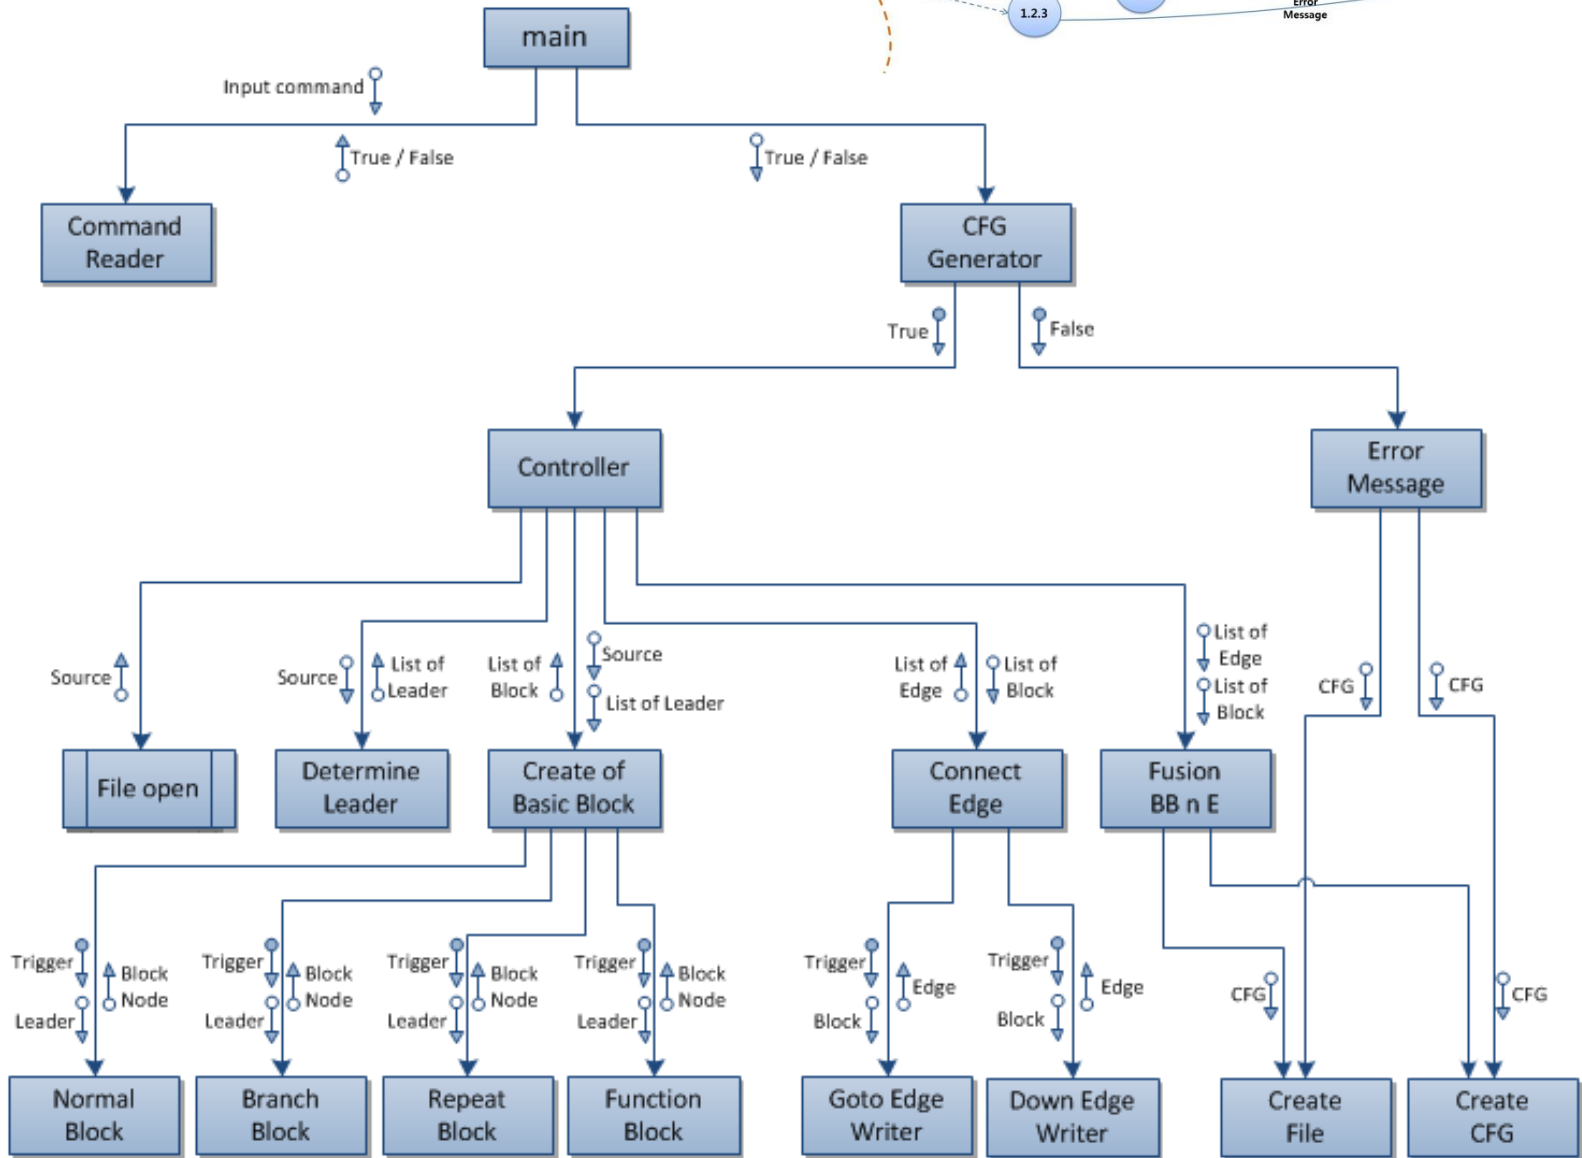 1.2.3
Error
Message
main
Input command
True / False
True / False
Command
Reader
CFG
Generator
True
False
Controller
Error
Message
Source
Source
List of
Leader
List of
Block
Source
List of Leader
List of
Edge
List of
Block
List of
Edge
List of
Block
CFG
CFG
File open
Determine
Leader
Create of
Basic Block
Connect
Edge
Fusion
BB n E
Trigger
Leader
Block
Node
Trigger
Leader
Block
Node
Trigger
Leader
Block
Node
Trigger
Leader
Block
Node
Trigger
Block
Edge
Trigger
Block
Edge
CFG
CFG
Normal
Block
Branch
Block
Repeat
Block
Function
Block
Goto Edge
Writer
Down Edge
Writer
Create
File
Create
CFG